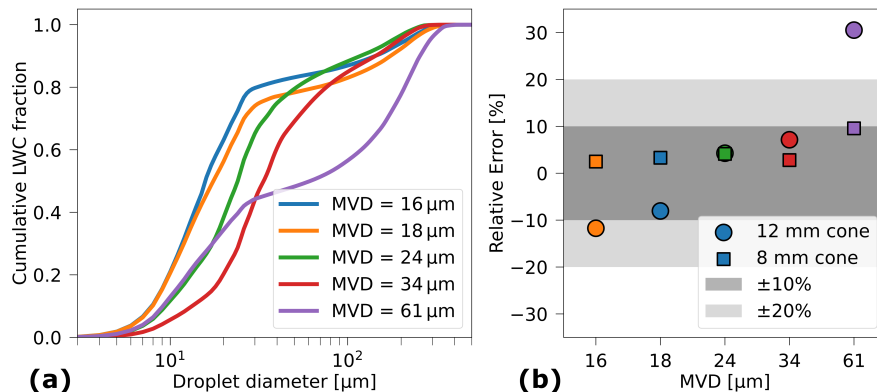 1.0
0.8
0.6
0.4
0.2
0.0
Cumulative LWC fraction
MVD = 16 µm
MVD = 18 µm
MVD = 24 µm
MVD = 34 µm
MVD = 61 µm
10¹
10²
Droplet diameter [µm]
(a)
30
20
10
0
−10
−20
−30
Relative Error [%]
12 mm cone
8 mm cone
±10%
±20%
16
18
24
34
61
MVD [µm]
(b)